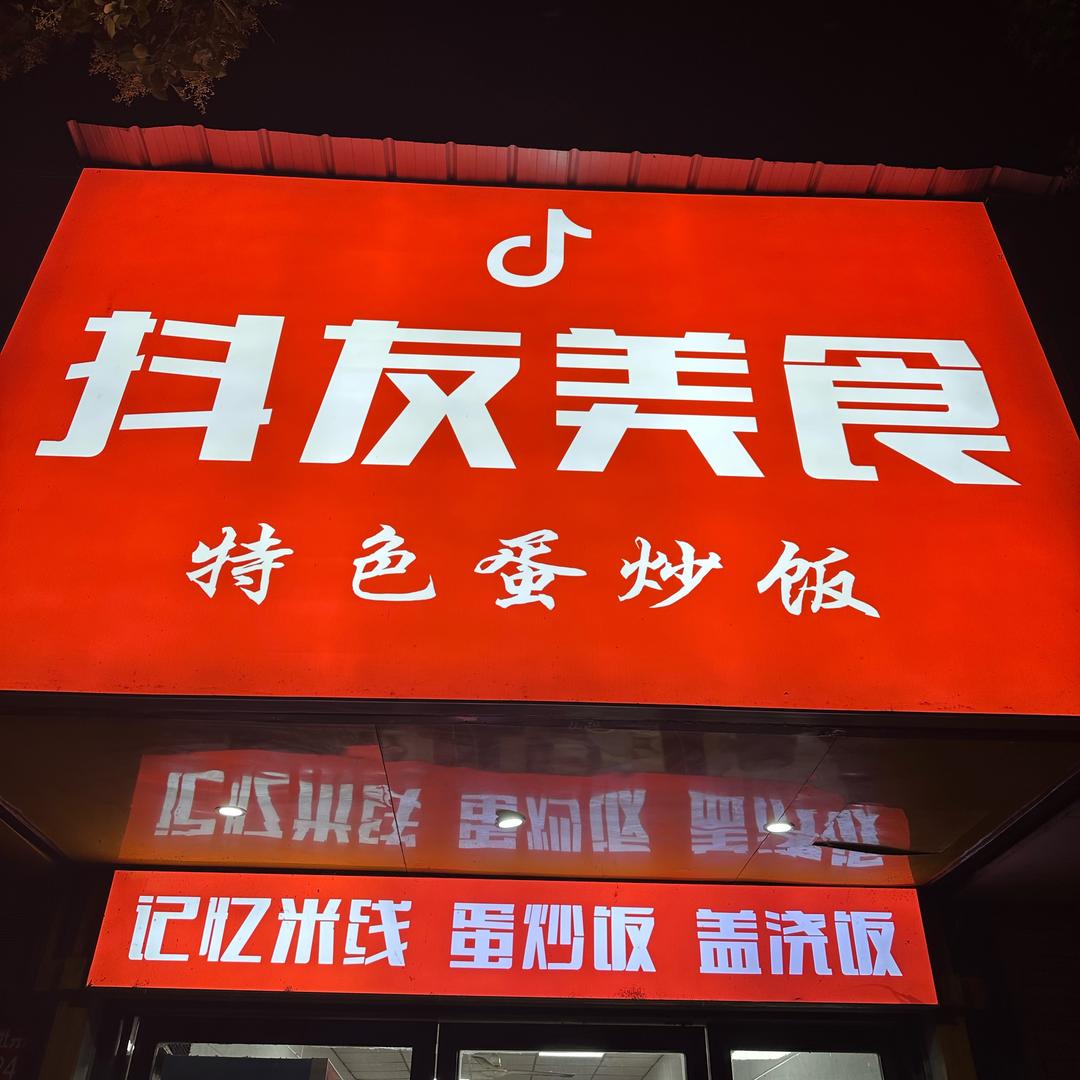 抖友美食
特色蛋炒饭
记忆米线 蛋炒饭 盖浇饭